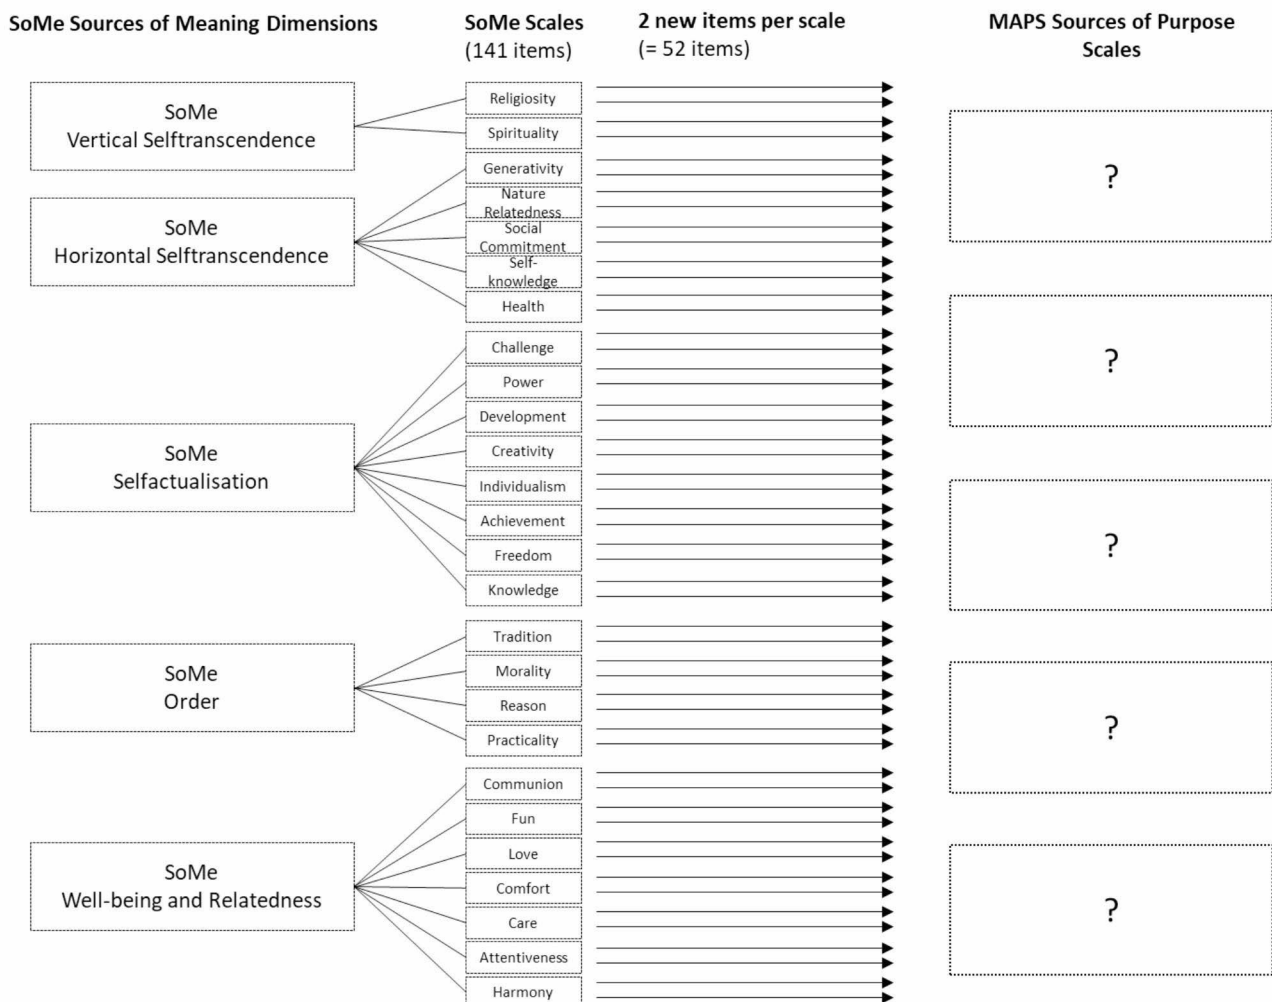 SoMe Sources of Meaning Dimensions
SoMe Scales
(141 items)
2 new items per scale
(= 52 items)
MAPS Sources of Purpose
Scales
SoMe
Vertical Selftranscendence
SoMe
Horizontal Selftranscendence
SoMe
Selfactualisation
SoMe
Order
SoMe
Well-being and Relatedness
Religiosity
Spirituality
Generativity
Nature
Relatedness
Social
Commitment
Self-
knowledge
Health
Challenge
Power
Development
Creativity
Individualism
Achievement
Freedom
Knowledge
Tradition
Morality
Reason
Practicality
Communion
Fun
Love
Comfort
Care
Attentiveness
Harmony
?
?
?
?
?